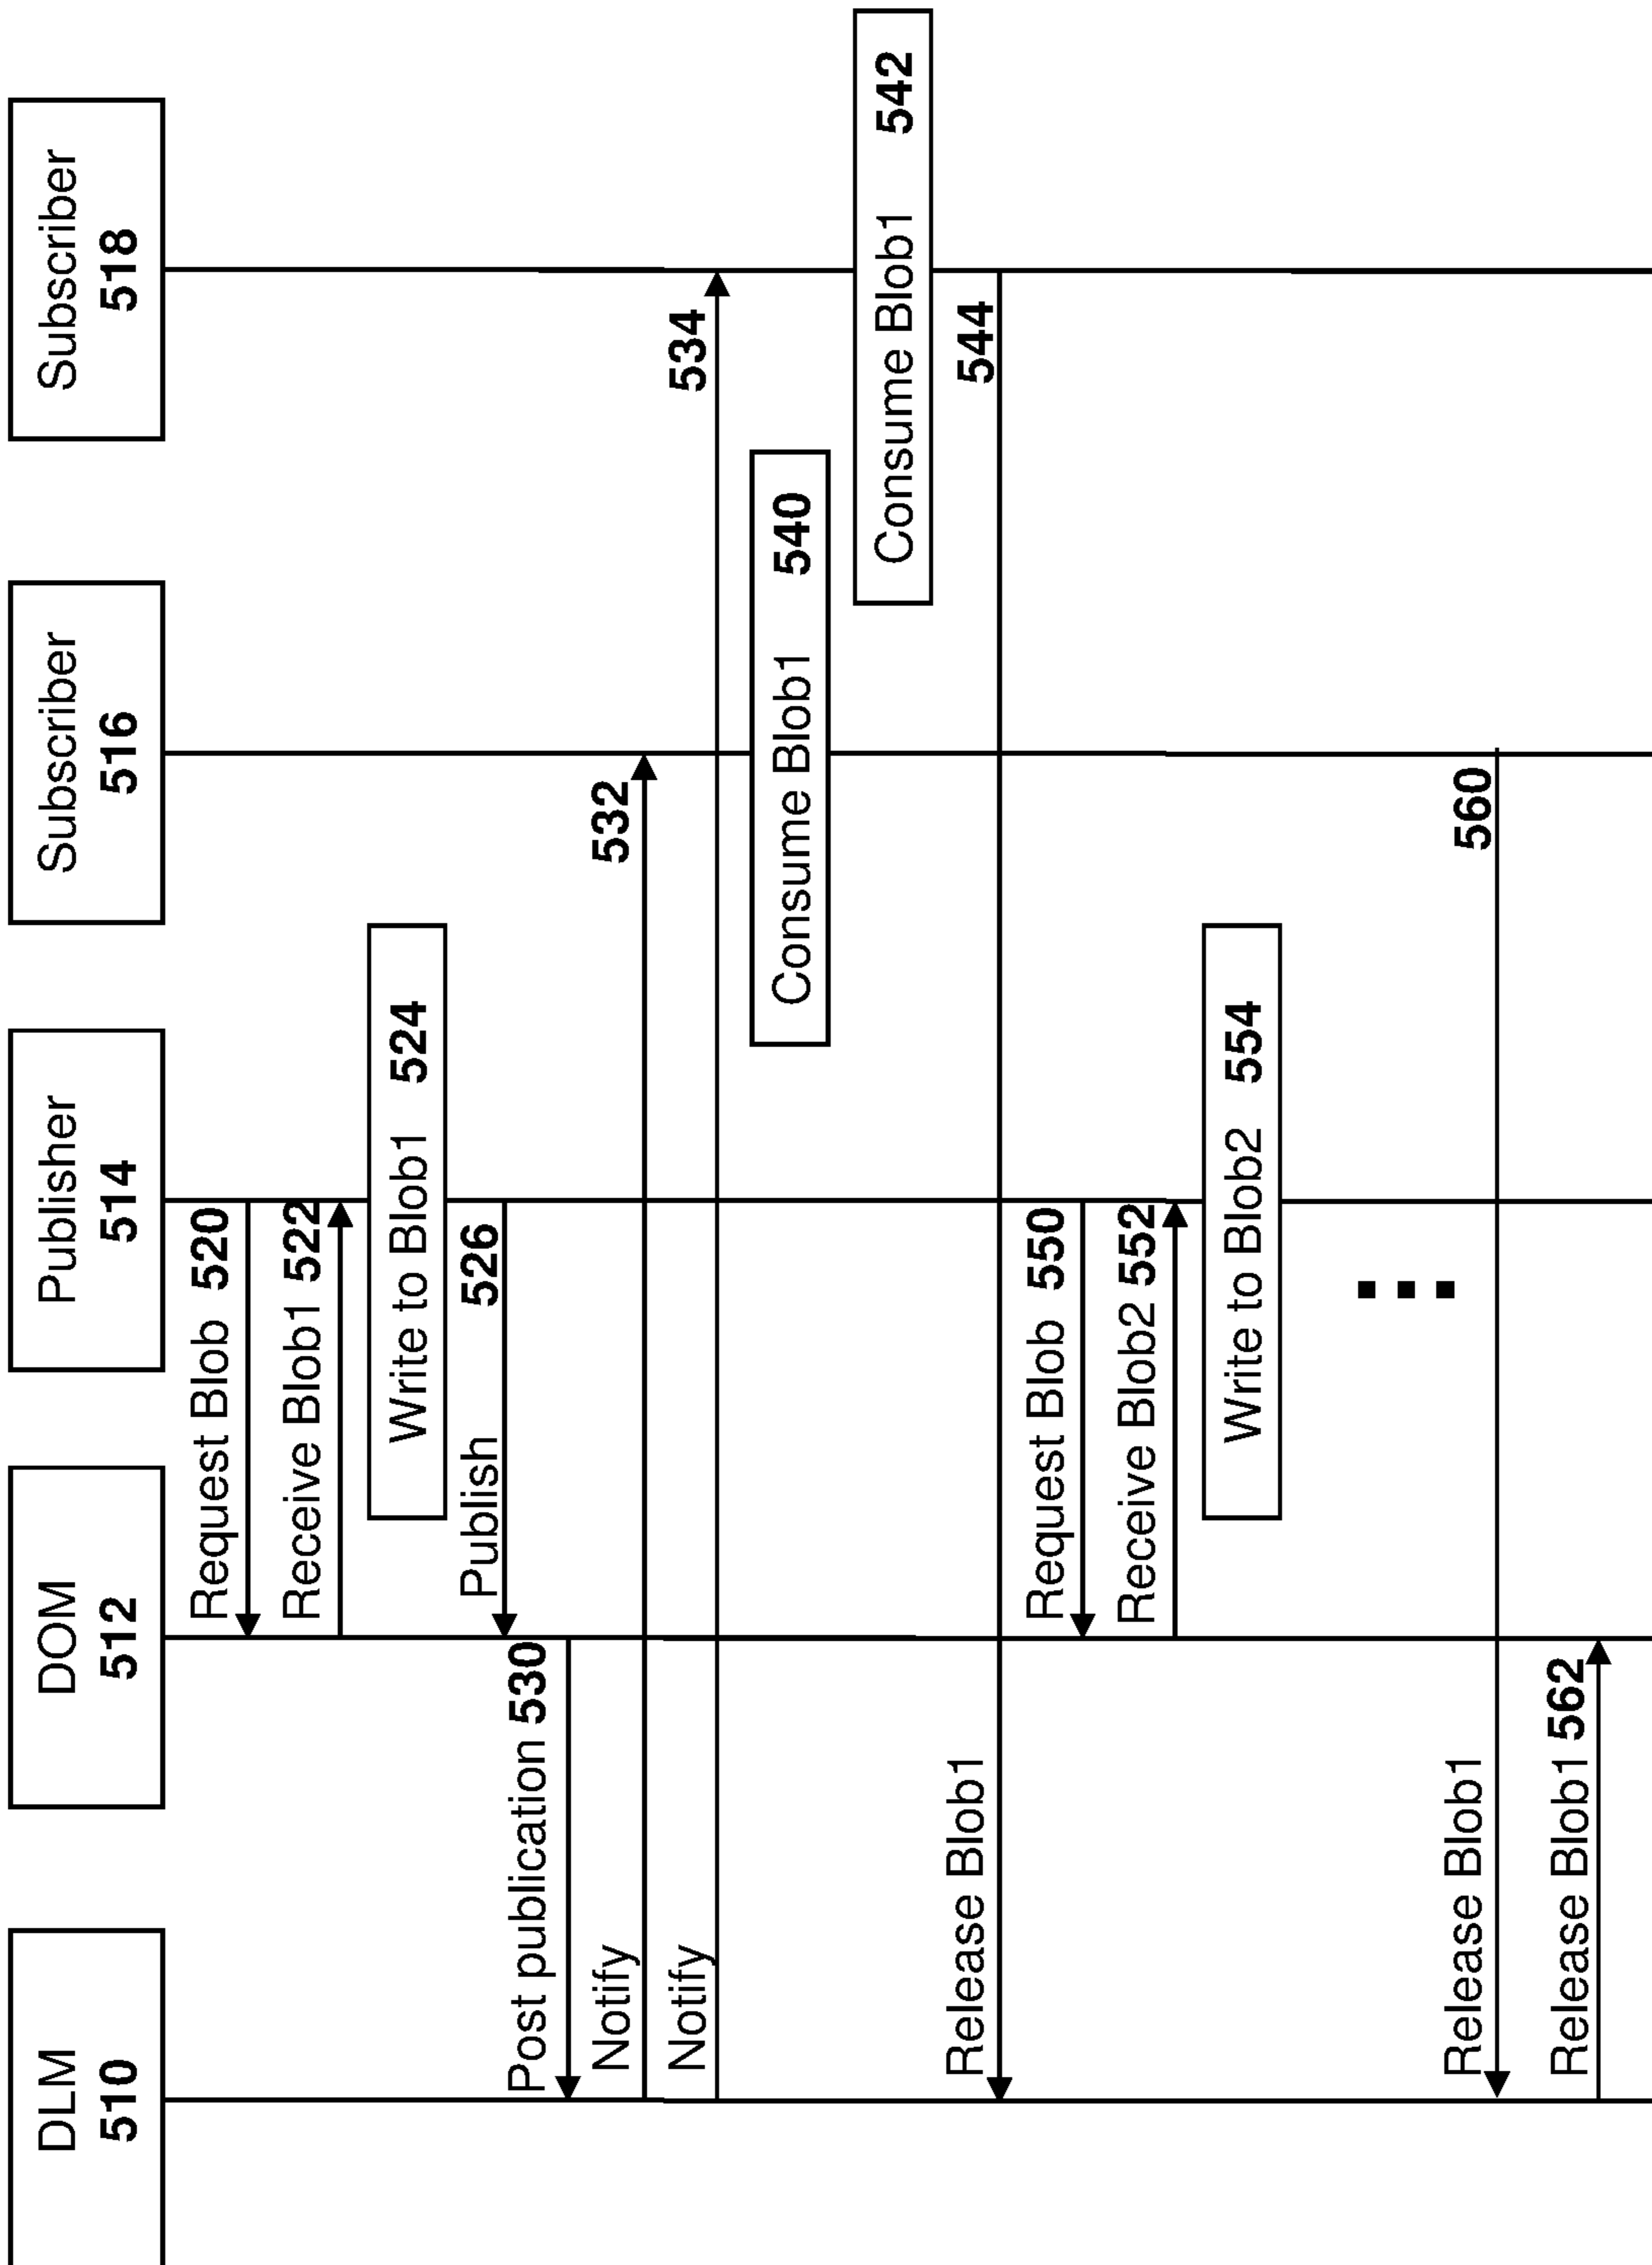 DLM
510
DOM
512
Publisher
514
Subscriber
516
Subscriber
518
Request Blob 520
Receive Blob1 522
Write to Blob1 524
Publish 526
Post publication 530
Notify 532
Notify 534
Consume Blob1 540
Consume Blob1 542
Release Blob1 544
Request Blob 550
Receive Blob2 552
Write to Blob2 554
Release Blob1 560
Release Blob1 562